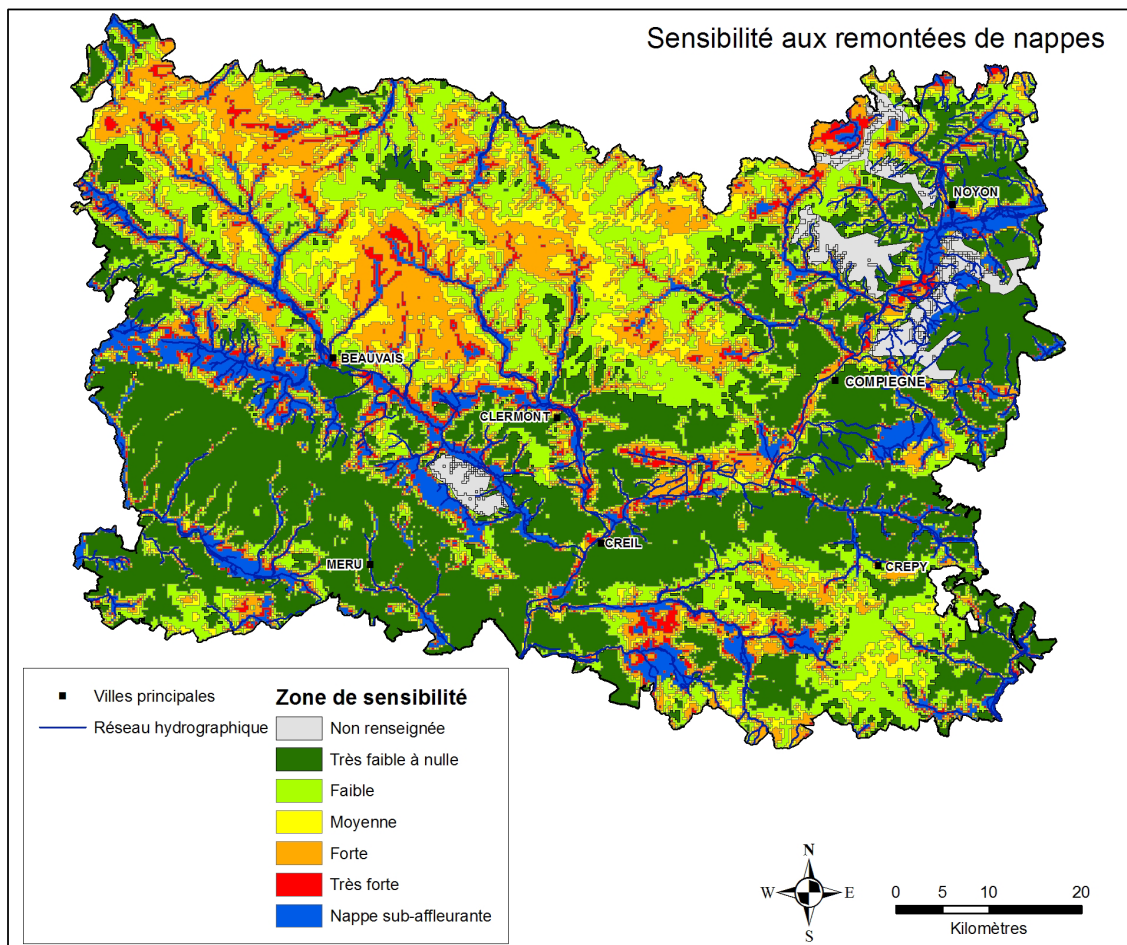 Sensibilité aux remontées de nappes
NOYON
BEAUVAIS
COMPIEGNE
CLERMONT
CREIL
MERU
CREPY
Villes principales
Réseau hydrographique
Zone de sensibilité
Non renseignée
Très faible à nulle
Faible
Moyenne
Forte
Très forte
Nappe sub-affleurante
N
W E
S
0 5 10 20
Kilomètres